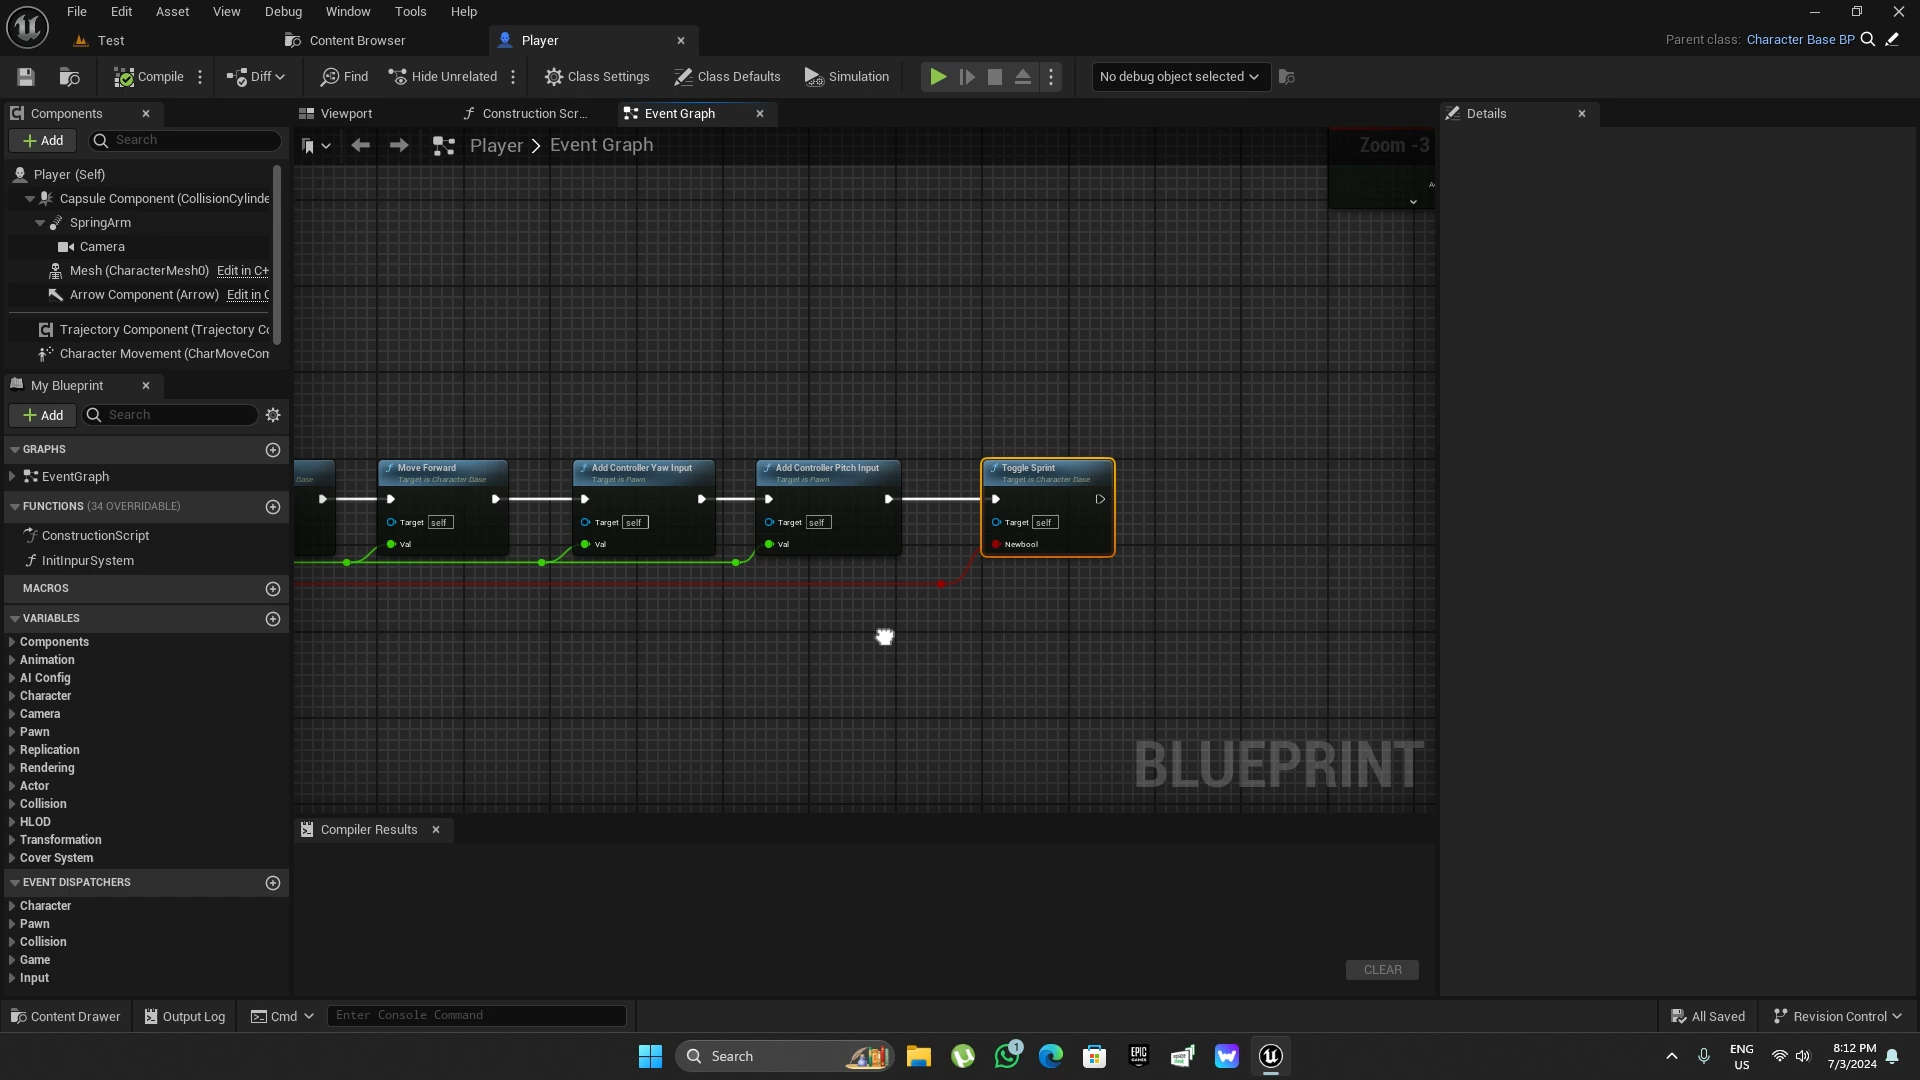 File Edit Asset View Debug Window Tools Help
Test Content Browser Player
Parent class: Character Base BP
Compile Diff Find Hide Unrelated Class Settings Class Defaults Simulation No debug object selected
Components
Add Search
Player (Self)
Capsule Component (CollisionCylinde
SpringArm
Camera
Mesh (CharacterMesh0) Edit in C+
Arrow Component (Arrow) Edit in C
Trajectory Component (Trajectory Co
Character Movement (CharMoveCom
My Blueprint
Add Search
GRAPHS
EventGraph
FUNCTIONS (34 OVERRIDABLE)
ConstructionScript
InitInpurSystem
MACROS
VARIABLES
Components
Animation
AI Config
Character
Camera
Pawn
Replication
Rendering
Actor
Collision
HLOD
Transformation
Cover System
EVENT DISPATCHERS
Character
Pawn
Collision
Game
Input
Viewport Construction Scr... Event Graph
Player > Event Graph
Zoom -3
Base
Move Forward
Target is Character Base
Target self
Val
Add Controller Yaw Input
Target is Pawn
Target self
Val
Add Controller Pitch Input
Target is Pawn
Target self
Val
Toggle Sprint
Target is Character Base
Target self
Newbool
BLUEPRINT
Compiler Results
CLEAR
Details
Content Drawer Output Log Cmd Enter Console Command All Saved Revision Control
Search
EPIC GAMES
1
ENG
US
8:12 PM
7/3/2024